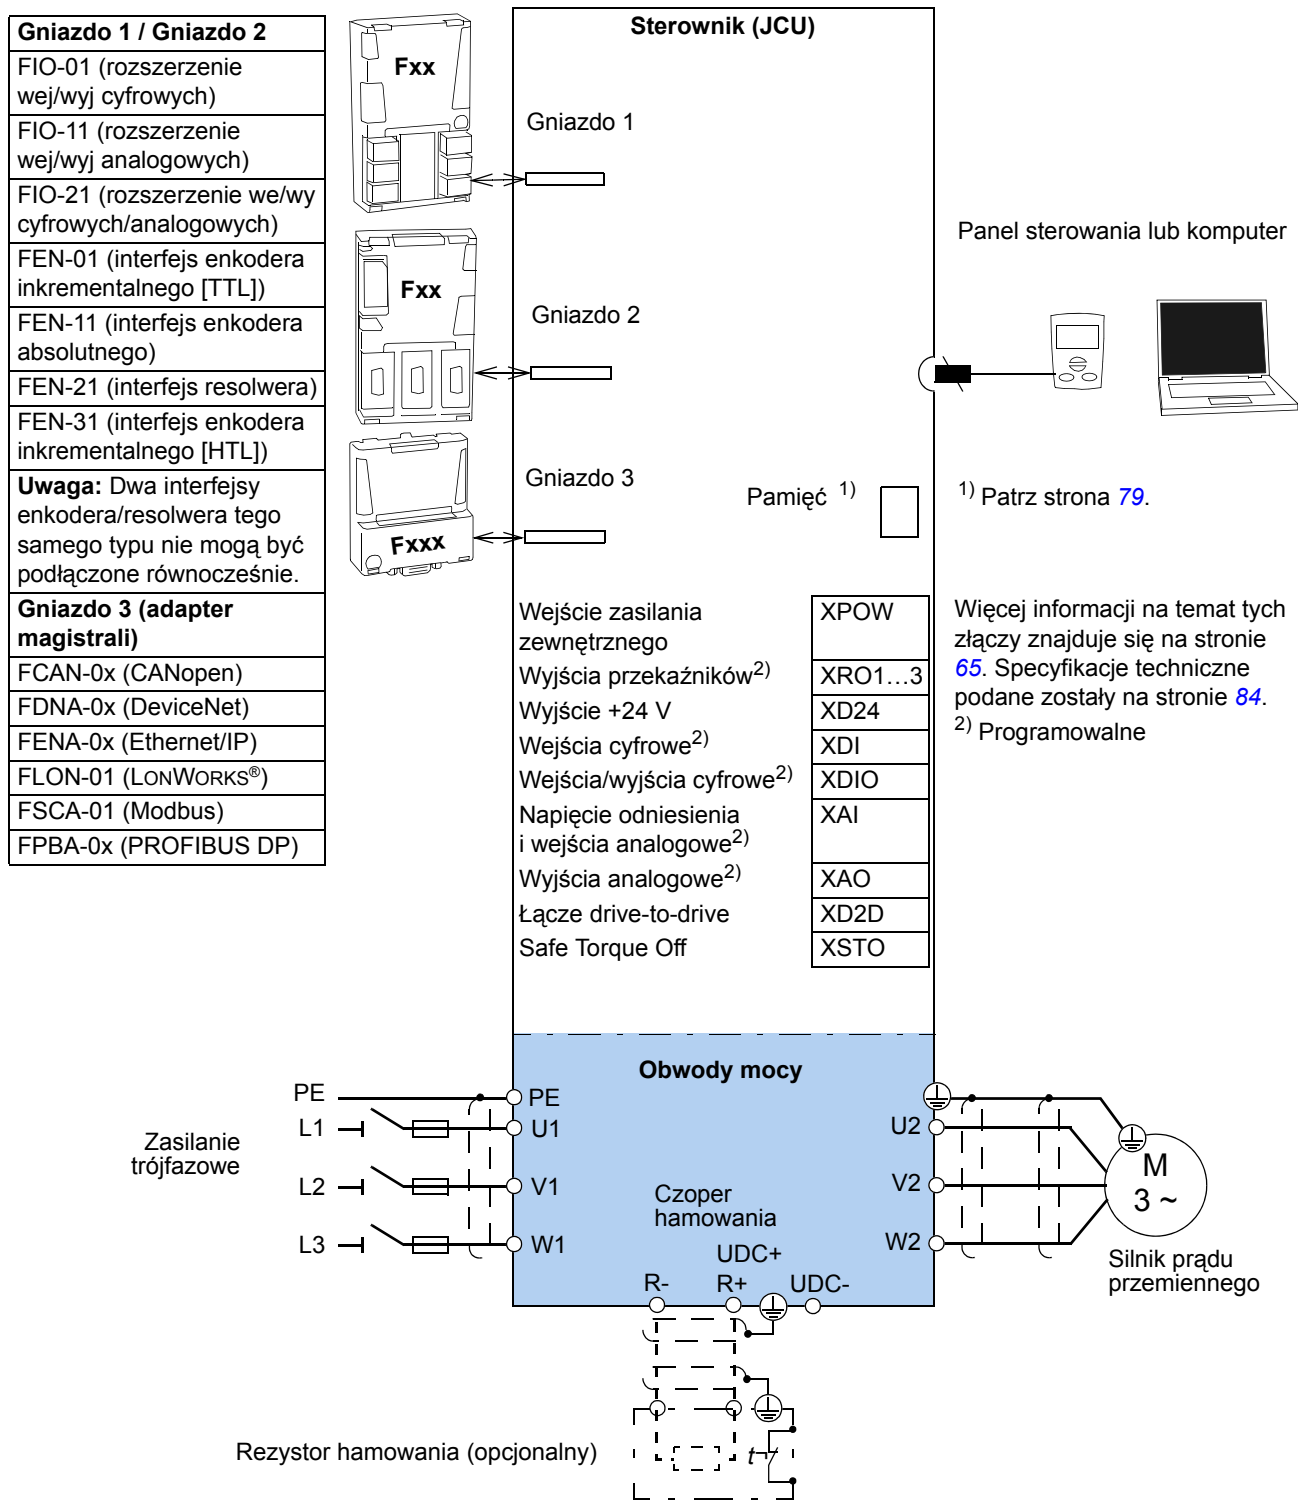 Gniazdo 1 / Gniazdo 2
FIO-01 (rozszerzenie
wej/wyj cyfrowych)
FIO-11 (rozszerzenie
wej/wyj analogowych)
FIO-21 (rozszerzenie we/wy
cyfrowych/analogowych)
FEN-01 (interfejs enkodera
inkrementalnego [TTL])
FEN-11 (interfejs enkodera
absolutnego)
FEN-21 (interfejs resolwera)
FEN-31 (interfejs enkodera
inkrementalnego [HTL])
Uwaga: Dwa interfejsy
enkodera/resolwera tego
samego typu nie mogą być
podłączone równocześnie.
Gniazdo 3 (adapter
magistrali)
FCAN-0x (CANopen)
FDNA-0x (DeviceNet)
FENA-0x (Ethernet/IP)
FLON-01 (LONWORKS®)
FSCA-01 (Modbus)
FPBA-0x (PROFIBUS DP)
Fxx
Fxx
Fxxx
Sterownik (JCU)
Gniazdo 1
Gniazdo 2
Gniazdo 3
Pamięć 1)
Panel sterowania lub komputer
1) Patrz strona 79.
Wejście zasilania
zewnętrznego
XPOW
Wyjścia przekaźników2) XRO1…3
Wyjście +24 V XD24
Wejścia cyfrowe2) XDI
Wejścia/wyjścia cyfrowe2) XDIO
Napięcie odniesienia
i wejścia analogowe2)
XAI
Wyjścia analogowe2) XAO
Łącze drive-to-drive XD2D
Safe Torque Off XSTO
Więcej informacji na temat tych
złączy znajduje się na stronie
65. Specyfikacje techniczne
podane zostały na stronie 84.
2) Programowalne
Obwody mocy
Zasilanie
trójfazowe
PE PE
L1 U1 U2
L2 V1 V2
L3 W1 W2
Czoper
hamowania
UDC+
R- R+ UDC-
M
3 ~
Silnik prądu
przemiennego
Rezystor hamowania (opcjonalny)
t